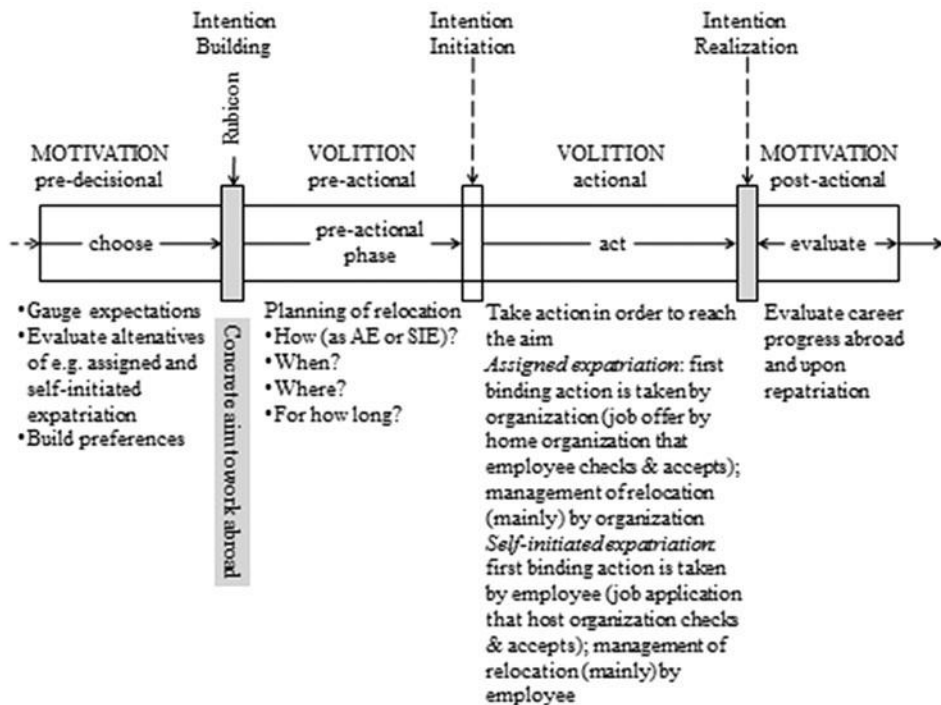 Intention
Building
Intention
Initiation
Intention
Realization
Rubicon
MOTIVATION
pre-decisional
VOLITION
pre-actional
VOLITION
actional
MOTIVATION
post-actional
choose
pre-actional
phase
act
evaluate
•Gauge expectations
•Evaluate altenatives
of e.g. assigned and
self-initiated
expatriation
•Build preferences
Concrete aim to work abroad
Planning of relocation
•How (as AE or SIE)?
•When?
•Where?
•For how long?
Take action in order to reach
the aim
Assigned expatriation: first
binding action is taken by
organization (job offer by
home organization that
employee checks & accepts);
management of relocation
(mainly) by organization
Self-initiated expatriation:
first binding action is taken
by employee (job application
that host organization checks
& accepts); management of
relocation (mainly) by
employee
Evaluate career
progress abroad
and upon
repatriation